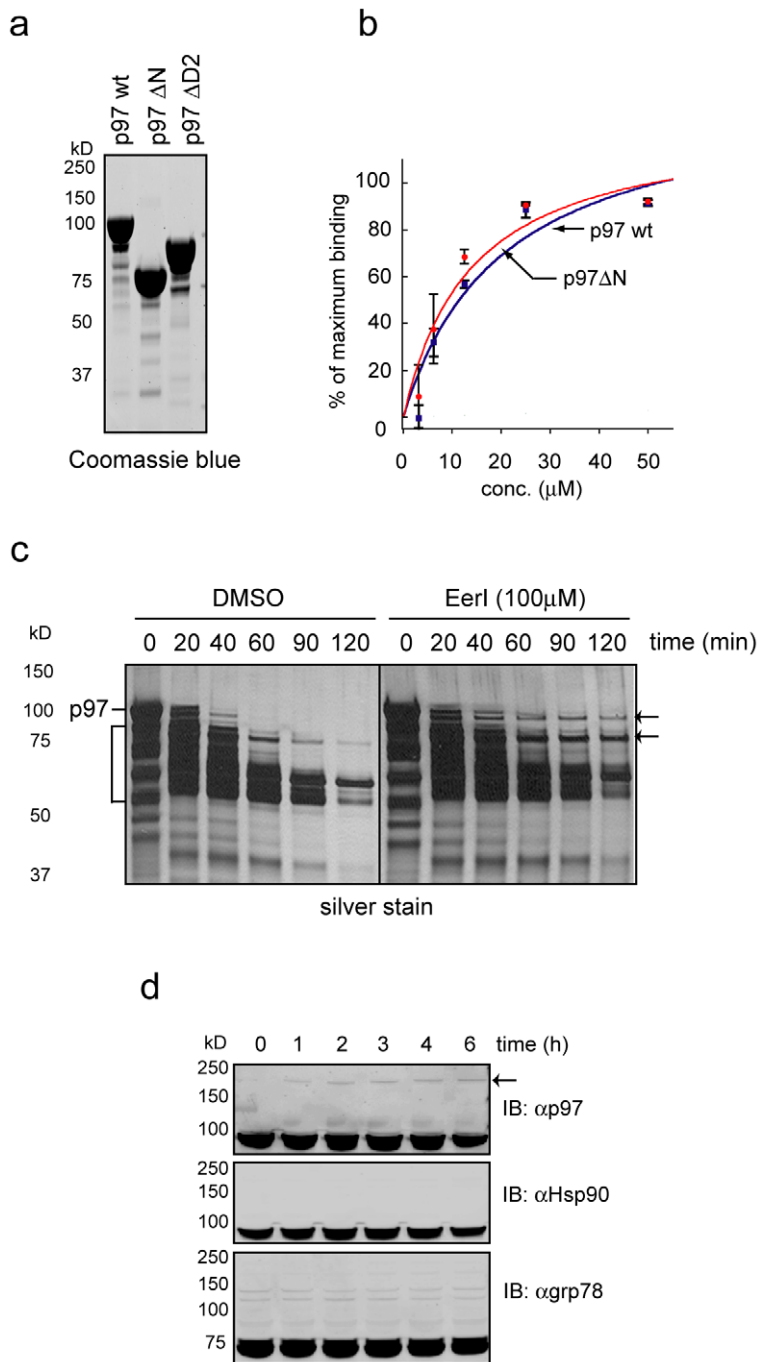 a
p97 wt
p97 ΔN
p97 ΔD2
kD
250
150
100
75
50
37
Coomassie blue
b
% of maximum binding
100
80
60
40
20
0
p97 wt
p97ΔN
0 10 20 30 40 50
conc. (μM)
c
DMSO
EerI (100μM)
kD
0 20 40 60 90 120 0 20 40 60 90 120 time (min)
150
100
p97
75
50
37
silver stain
d
kD 0 1 2 3 4 6 time (h)
250
150
100
IB: αp97
250
150
100
IB: αHsp90
250
150
100
75
IB: αgrp78